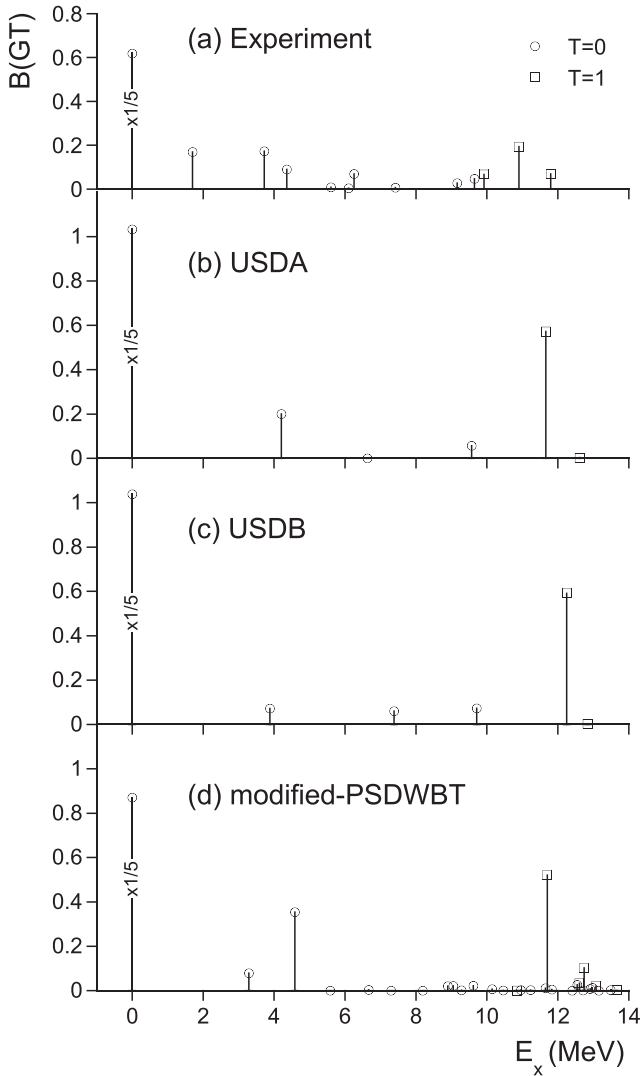 B(GT)
0.8
(a) Experiment
T=0
T=1
0.6
0.4
x1/5
0.2
0
1
(b) USDA
0.8
0.6
x1/5
0.4
0.2
0
1
(c) USDB
0.8
0.6
x1/5
0.4
0.2
0
1
(d) modified-PSDWBT
0.8
0.6
x1/5
0.4
0.2
0
0 2 4 6 8 10 12 14
Ex (MeV)